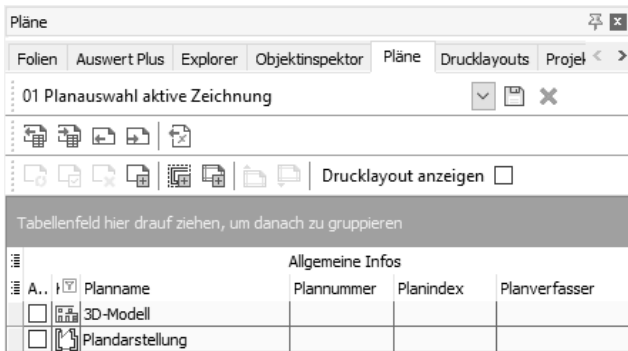 Pläne
Folien Auswert Plus Explorer Objektinspektor Pläne Drucklayouts Projek
01 Planauswahl aktive Zeichnung
Drucklayout anzeigen
Tabellenfeld hier drauf ziehen, um danach zu gruppieren
Allgemeine Infos
A.. Planname Plannummer Planindex Planverfasser
3D-Modell
Plandarstellung